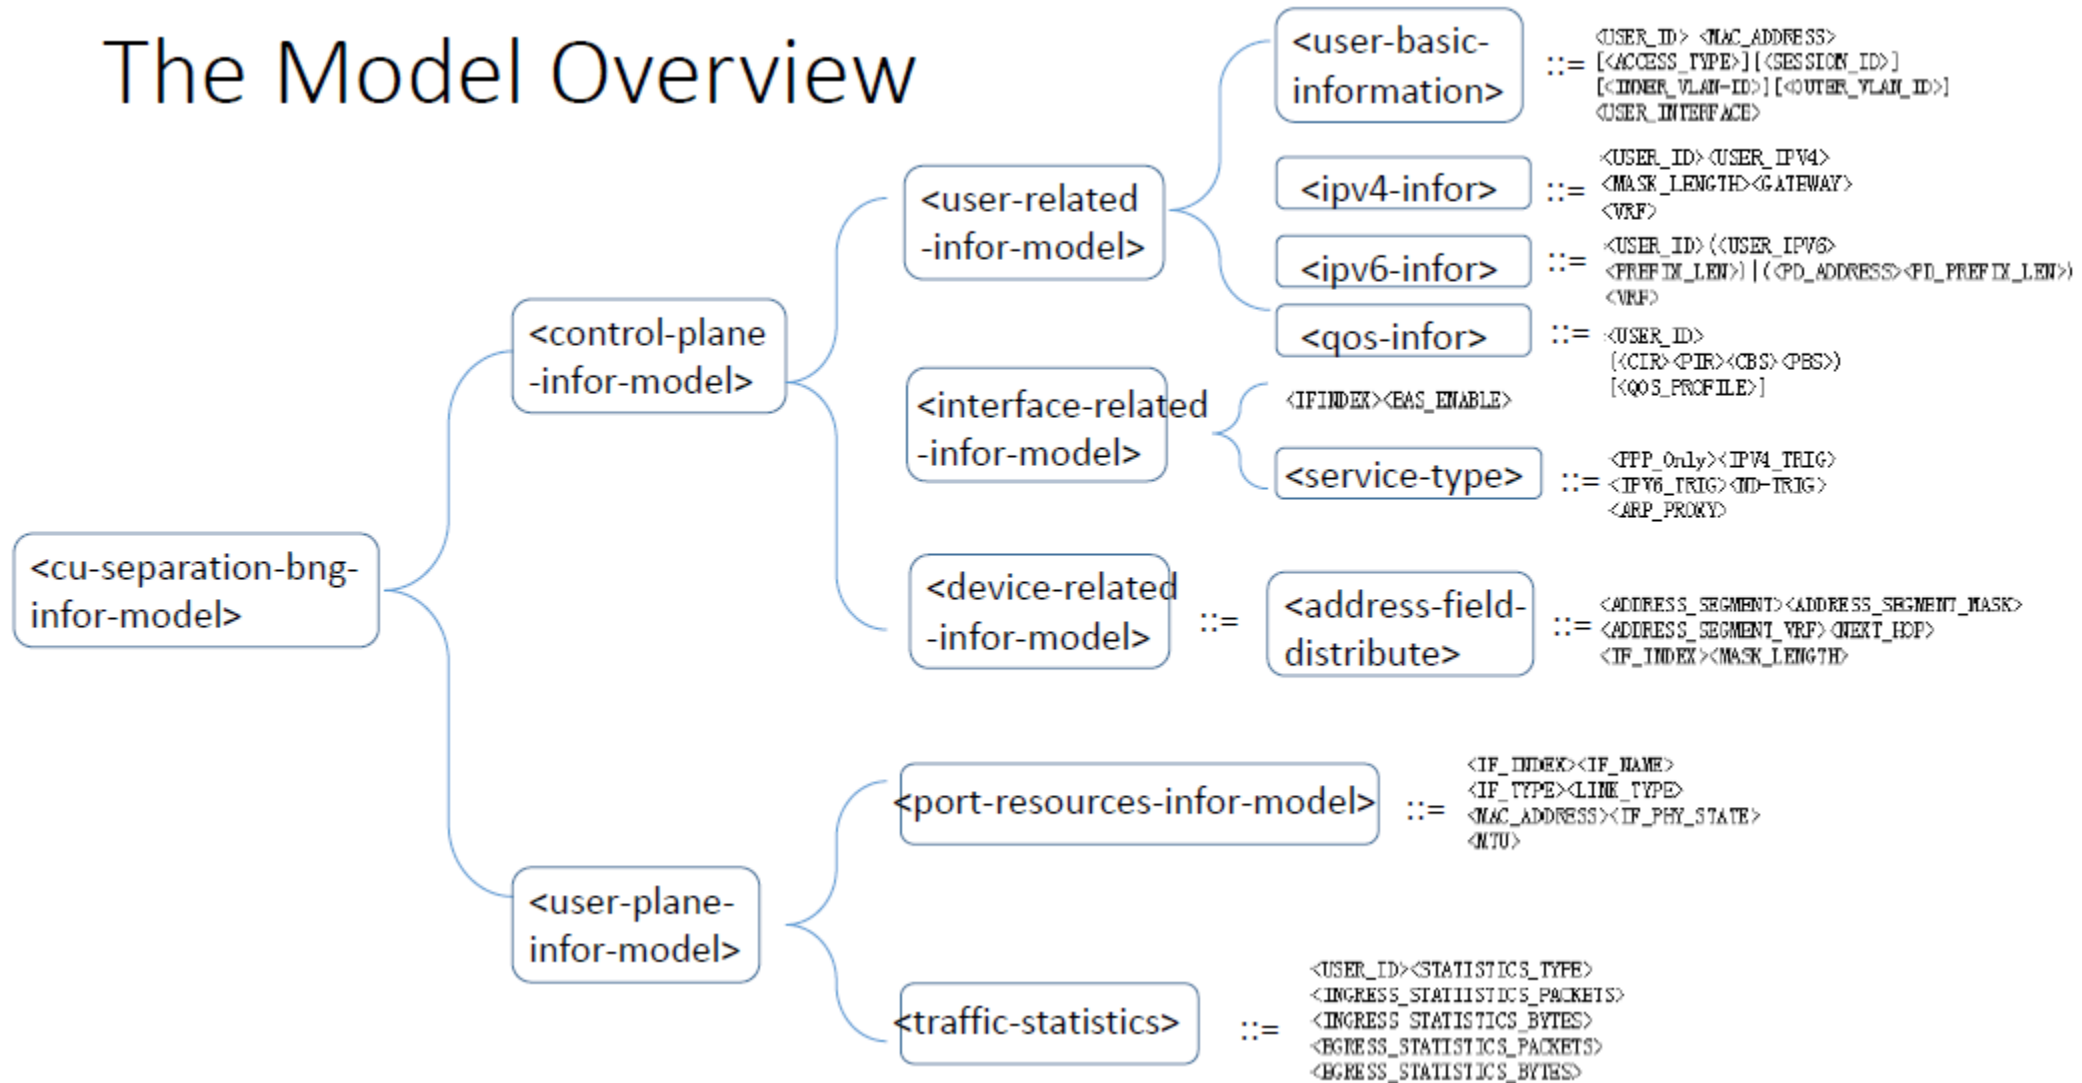 The Model Overview
<user-basic-
information>
::=
<USER_ID> <MAC_ADDRESS>
[<ACCESS_TYPE>][<SESSION_ID>]
[<INNER_VLAN-ID>][<OUTER_VLAN_ID>]
<USER_INTERFACE>
<ipv4-infor>
::=
<USER_ID><USER_IPV4>
<MASK_LENGTH><GATEWAY>
<VRF>
<user-related
-infor-model>
<ipv6-infor>
::=
<USER_ID>(<USER_IPV6>
<PREFIX_LEN>)|(<PD_ADDRESS><PD_PREFIX_LEN>)
<VRF>
<qos-infor>
::=
<USER_ID>
(<CIR><PIR><CBS><PBS>)
[<QOS_PROFILE>]
<control-plane
-infor-model>
<interface-related
-infor-model>
<IFINDEX><BAS_ENABLE>
<service-type>
::=
<PPP_Only><IPV4_TRIG>
<IPV6_TRIG><ND-TRIG>
<ARP_PROXY>
<cu-separation-bng-
infor-model>
<device-related
-infor-model>
::=
<address-field-
distribute>
::=
<ADDRESS_SEGMENT><ADDRESS_SEGMENT_MASK>
<ADDRESS_SEGMENT_VRF><NEXT_HOP>
<IF_INDEX><MASK_LENGTH>
<port-resources-infor-model>
::=
<IF_INDEX><IF_NAME>
<IF_TYPE><LINK_TYPE>
<MAC_ADDRESS><IF_PHY_STATE>
<MTU>
<user-plane-
infor-model>
<traffic-statistics>
::=
<USER_ID><STATISTICS_TYPE>
<INGRESS_STATIISTICS_PACKETS>
<INGRESS STATISTICS_BYTES>
<EGRESS_STATISTICS_PACKETS>
<EGRESS_STATISTICS_BYTES>